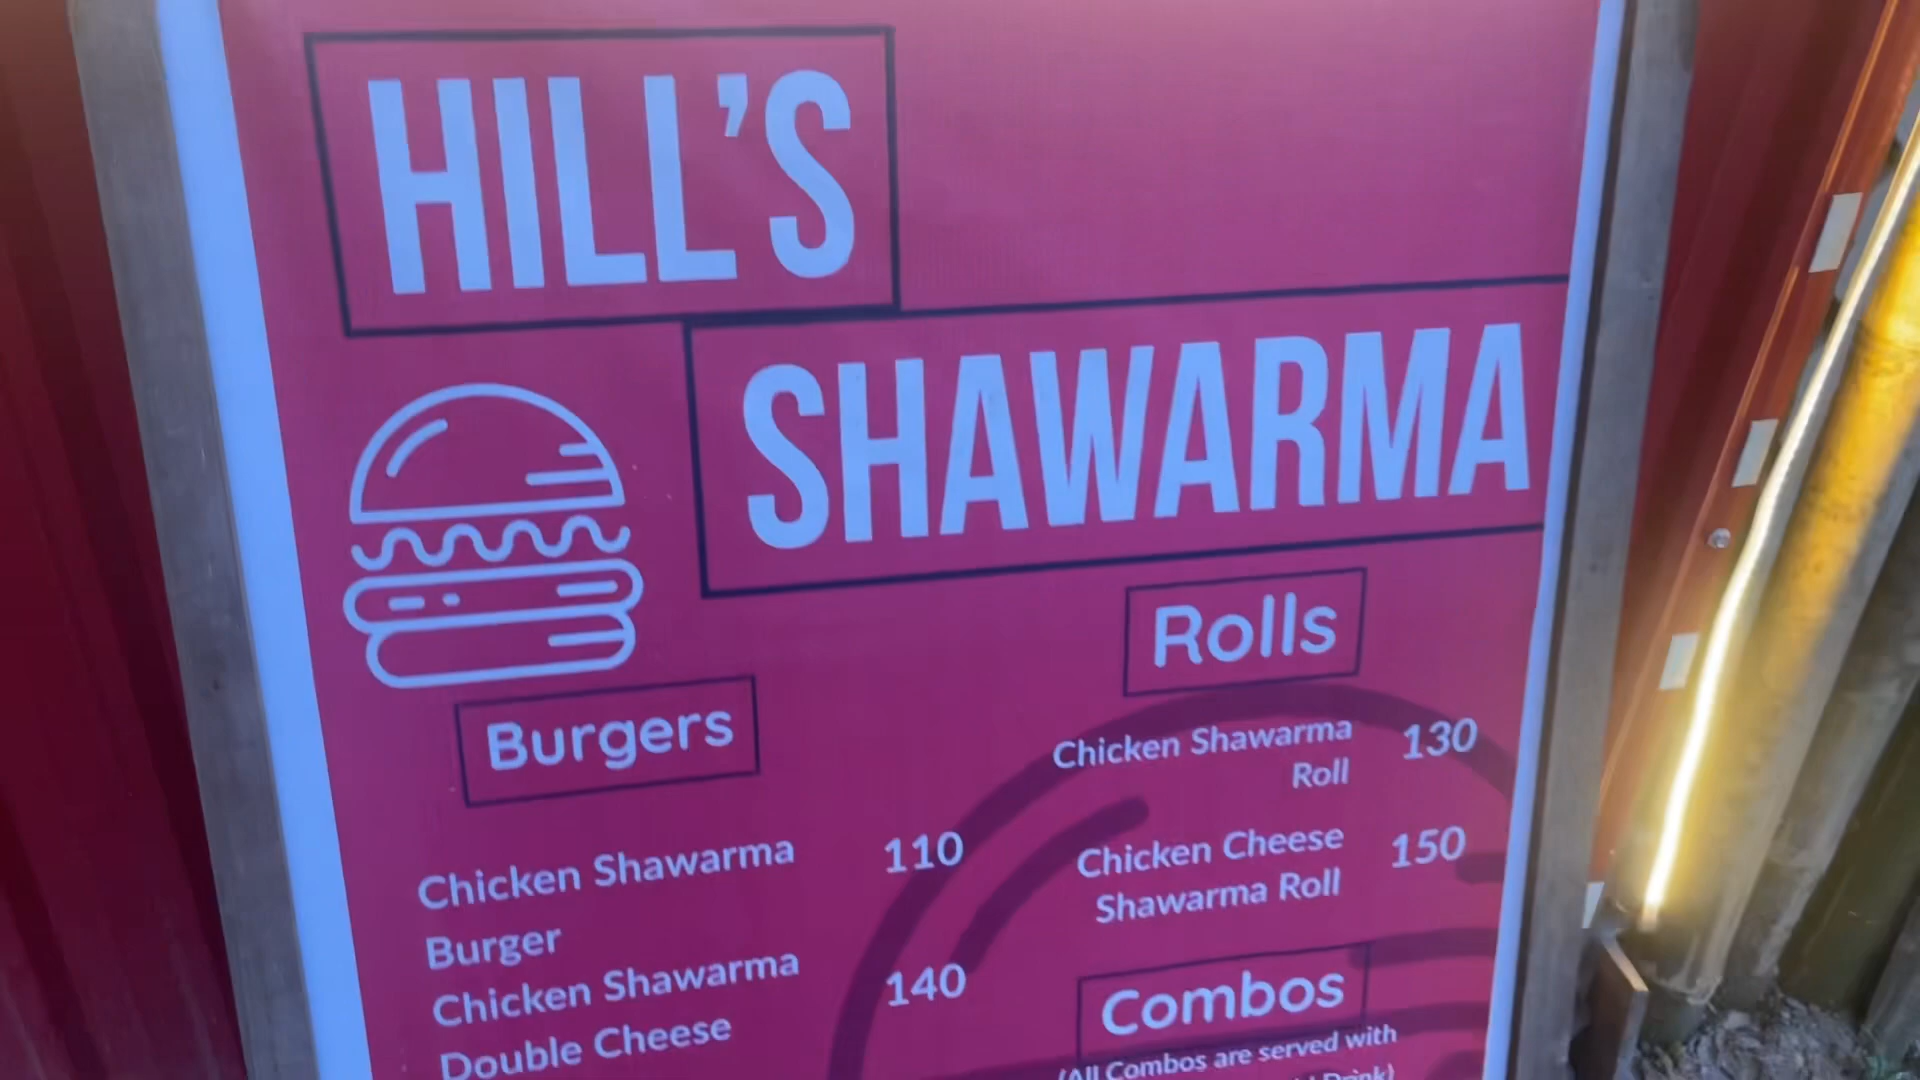 HILL'S
SHAWARMA
Burgers
Chicken Shawarma 110
Burger
Chicken Shawarma 140
Double Cheese
Rolls
Chicken Shawarma 130
Roll
Chicken Cheese 150
Shawarma Roll
Combos
(All Combos are served with
Drink)